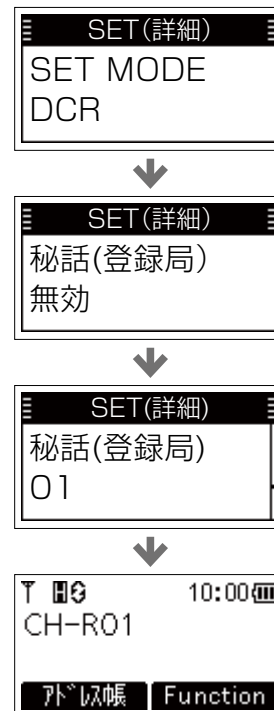 SET(詳細)
SET MODE
DCR
SET(詳細)
秘話(登録局)
無効
SET(詳細)
秘話(登録局)
01
10:00
CH-R01
ｱﾄﾞﾚｽ帳 Function